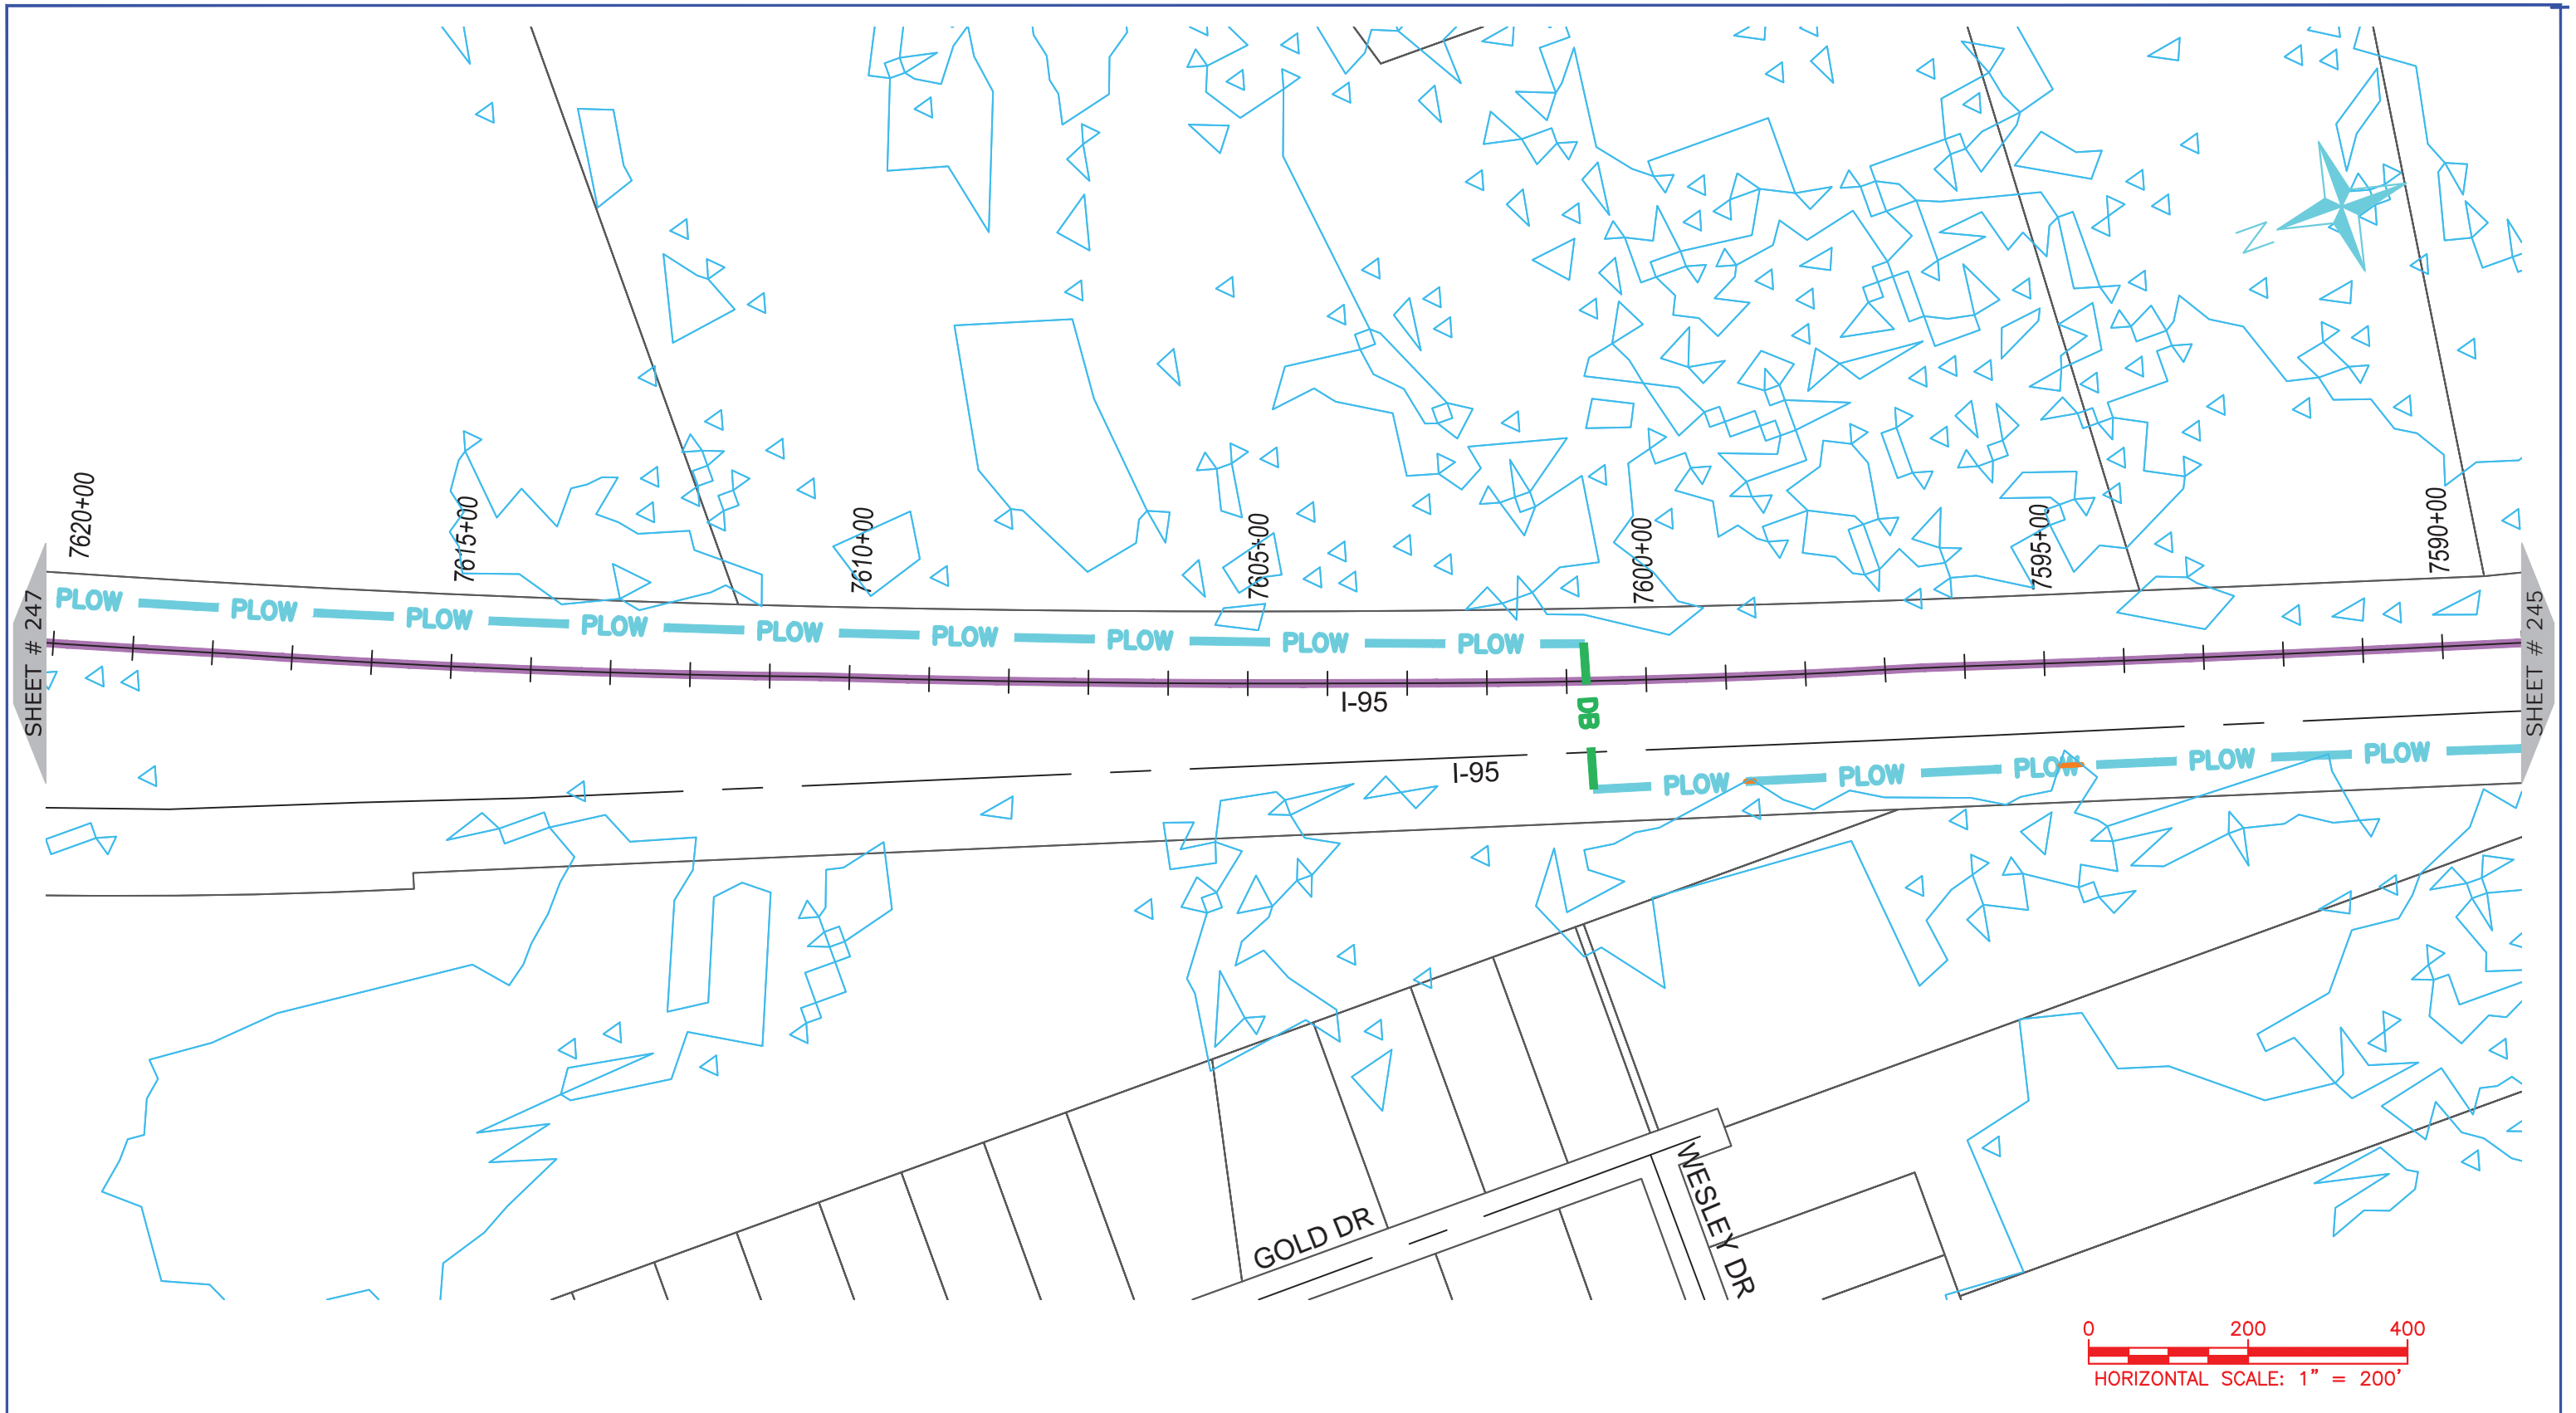 N
7620+00
7615+00
7610+00
7605+00
7600+00
7595+00
7590+00
SHEET # 247
SHEET # 245
PLOW PLOW PLOW PLOW PLOW PLOW PLOW PLOW PLOW
I-95
DB
I-95
PLOW PLOW PLOW PLOW PLOW
GOLD DR
WESLEY DR
0 200 400
HORIZONTAL SCALE: 1” = 200’